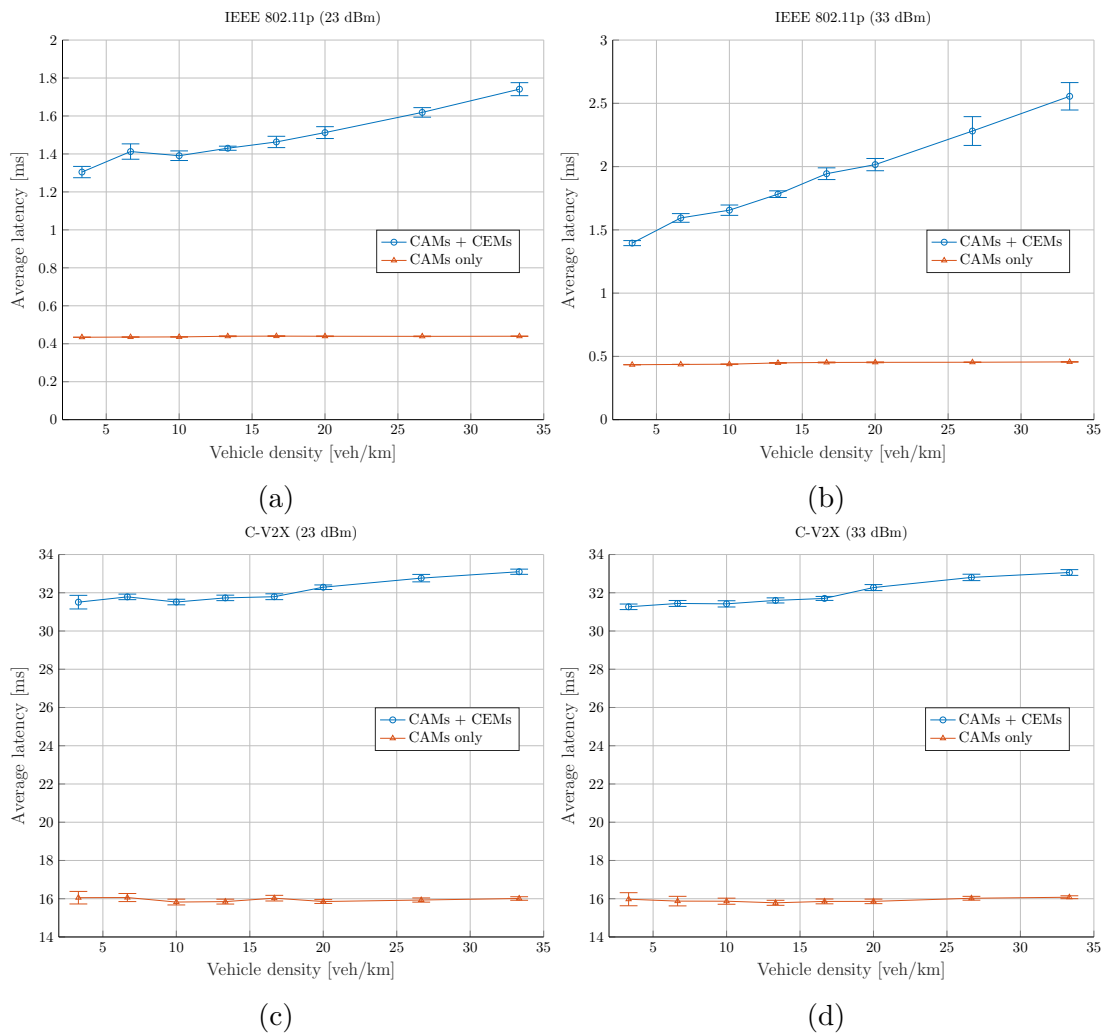 IEEE 802.11p (23 dBm)
2
1.8
1.6
1.4
1.2
1
0.8
0.6
0.4
0.2
0
Average latency [ms]
CAMs + CEMs
CAMs only
5 10 15 20 25 30 35
Vehicle density [veh/km]
(a)
IEEE 802.11p (33 dBm)
3
2.5
2
1.5
1
0.5
0
Average latency [ms]
CAMs + CEMs
CAMs only
5 10 15 20 25 30 35
Vehicle density [veh/km]
(b)
C-V2X (23 dBm)
34
32
30
28
26
24
22
20
18
16
14
Average latency [ms]
CAMs + CEMs
CAMs only
5 10 15 20 25 30 35
Vehicle density [veh/km]
(c)
C-V2X (33 dBm)
34
32
30
28
26
24
22
20
18
16
14
Average latency [ms]
CAMs + CEMs
CAMs only
5 10 15 20 25 30 35
Vehicle density [veh/km]
(d)